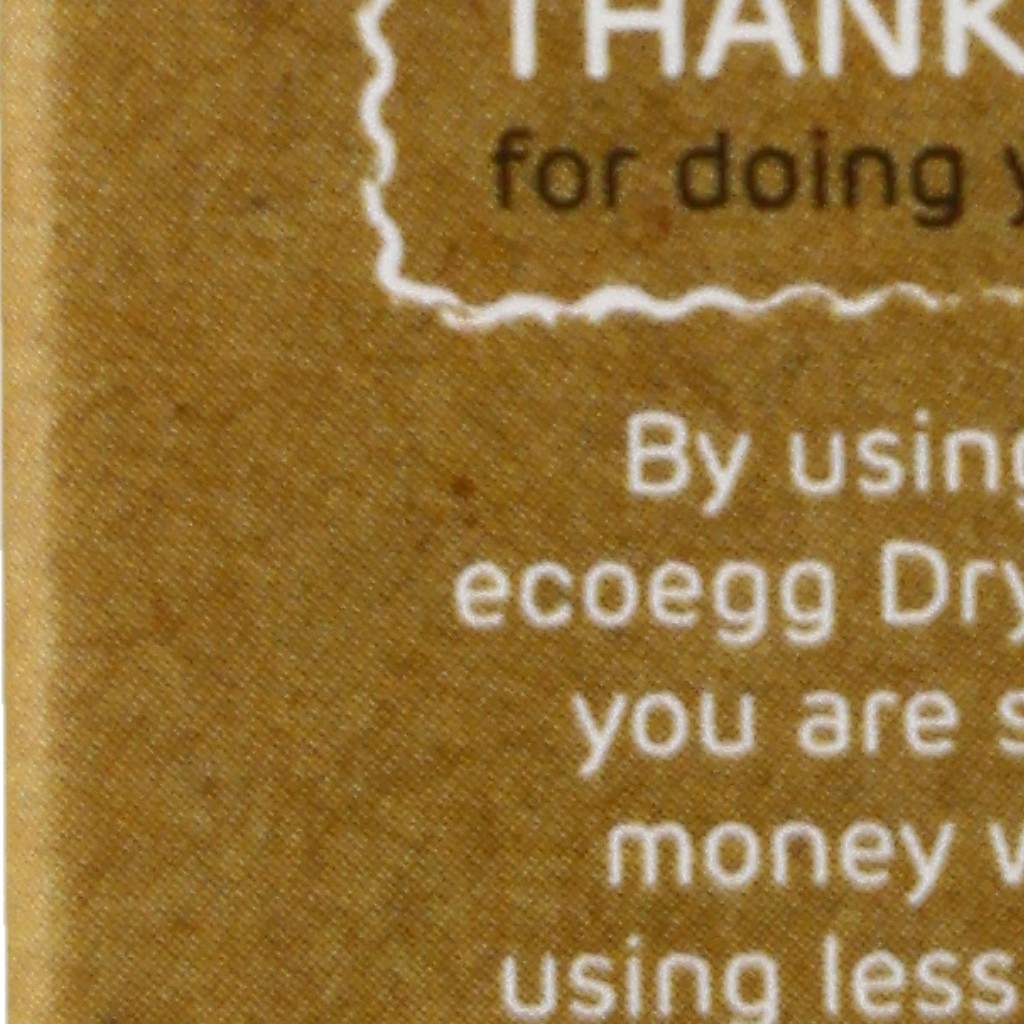 THANK
for doing y
By using
ecoegg Dry
you are s
money w
using less